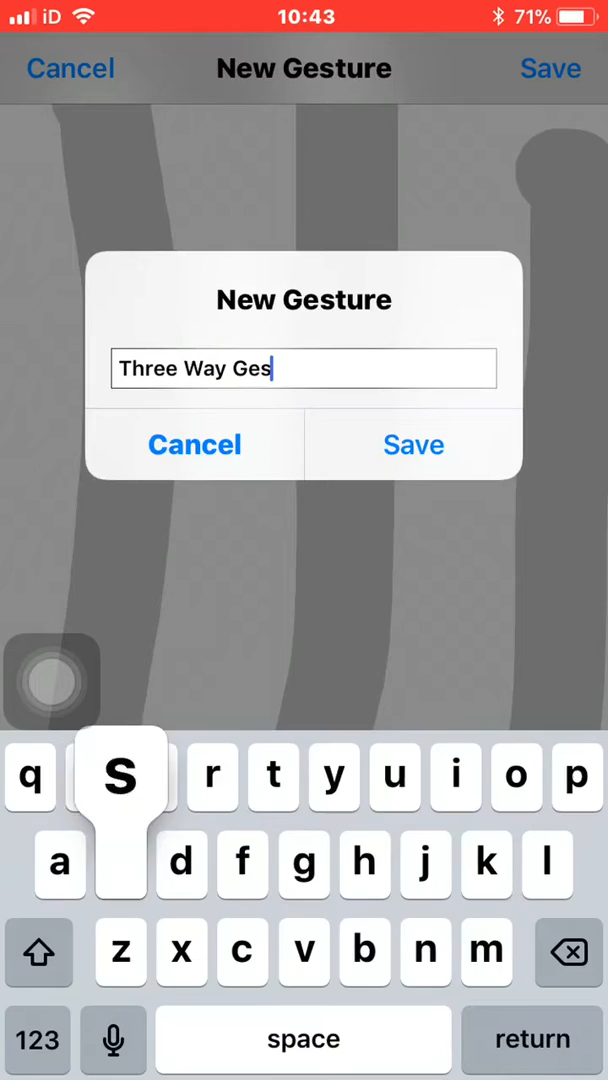 iD 10:43 71%
Cancel New Gesture Save
New Gesture
Three Way Ges
Cancel Save
q r t y u i o p
s
a d f g h j k l
z x c v b n m
123 space return